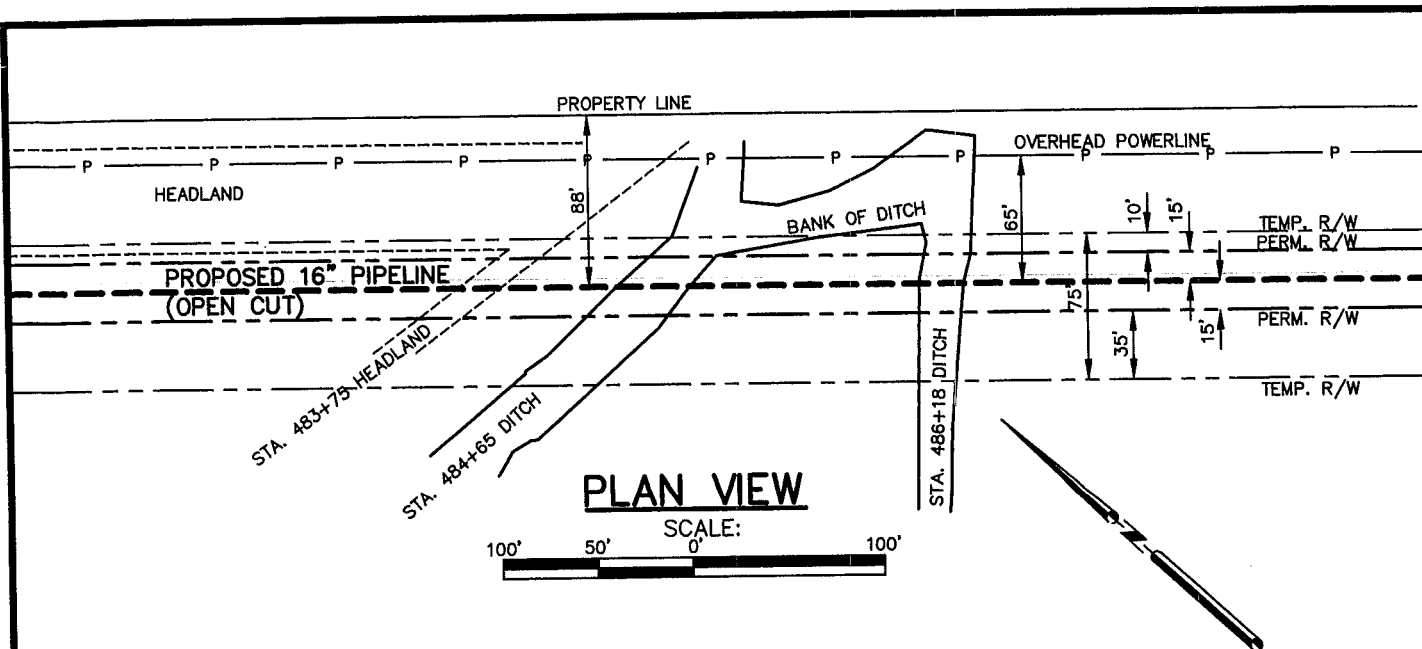 PROPERTY LINE
OVERHEAD POWERLINE
P P P P P P P P P P P
HEADLAND
88'
65'
10'
15'
BANK OF DITCH
TEMP. R/W
PERM. R/W
PROPOSED 16" PIPELINE
(OPEN CUT)
75'
35'
15'
PERM. R/W
TEMP. R/W
STA. 483+75 HEADLAND
STA. 484+65 DITCH
STA. 486+18 DITCH
PLAN VIEW
SCALE:
100' 50' 0' 100'
N